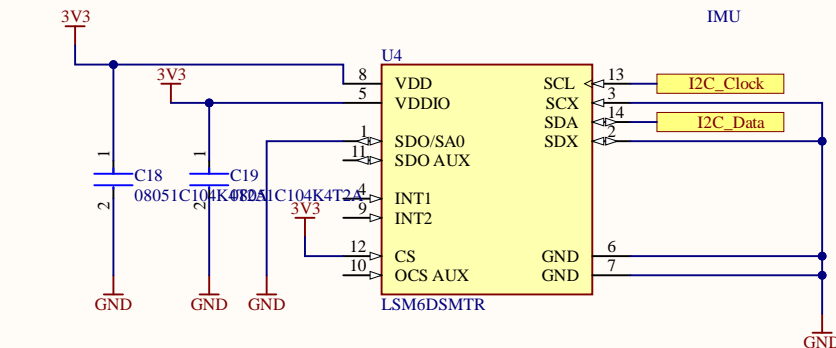 3V3
IMU
U4
3V3
8 VDD
5 VDDIO
1 SDO/SA0
11 SDO AUX
4 INT1
9 INT2
12 CS
10 OCS AUX
SCL 13 I2C_Clock
SCX 3
SDA 14 I2C_Data
SDX 2
GND 6
GND 7
1
2
C18
08051C104K4T2A
1
2
C19
08051C104K4T2A
3V3
GND
GND
GND
LSM6DSMTR
GND